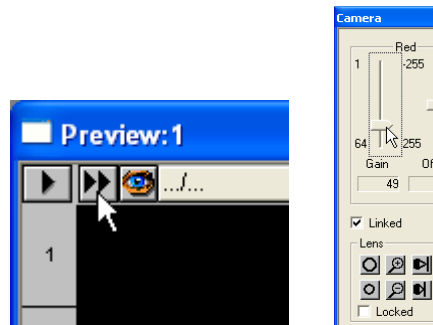 Preview:1
.../...
1
Camera
Red
1 -255
64 255
Gain Of
49
Linked
Lens
Locked